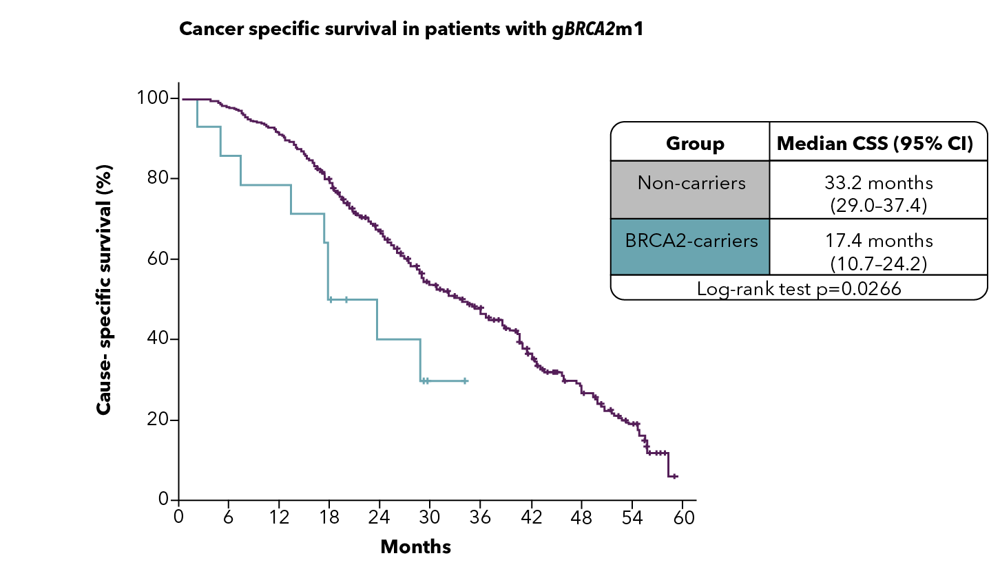 Cancer specific survival in patients with gBRCA2m1
Cause- specific survival (%)
100
80
60
40
20
0
0 6 12 18 24 30 36 42 48 54 60
Months
Group Median CSS (95% CI)
Non-carriers 33.2 months
(29.0–37.4)
BRCA2-carriers 17.4 months
(10.7–24.2)
Log-rank test p=0.0266